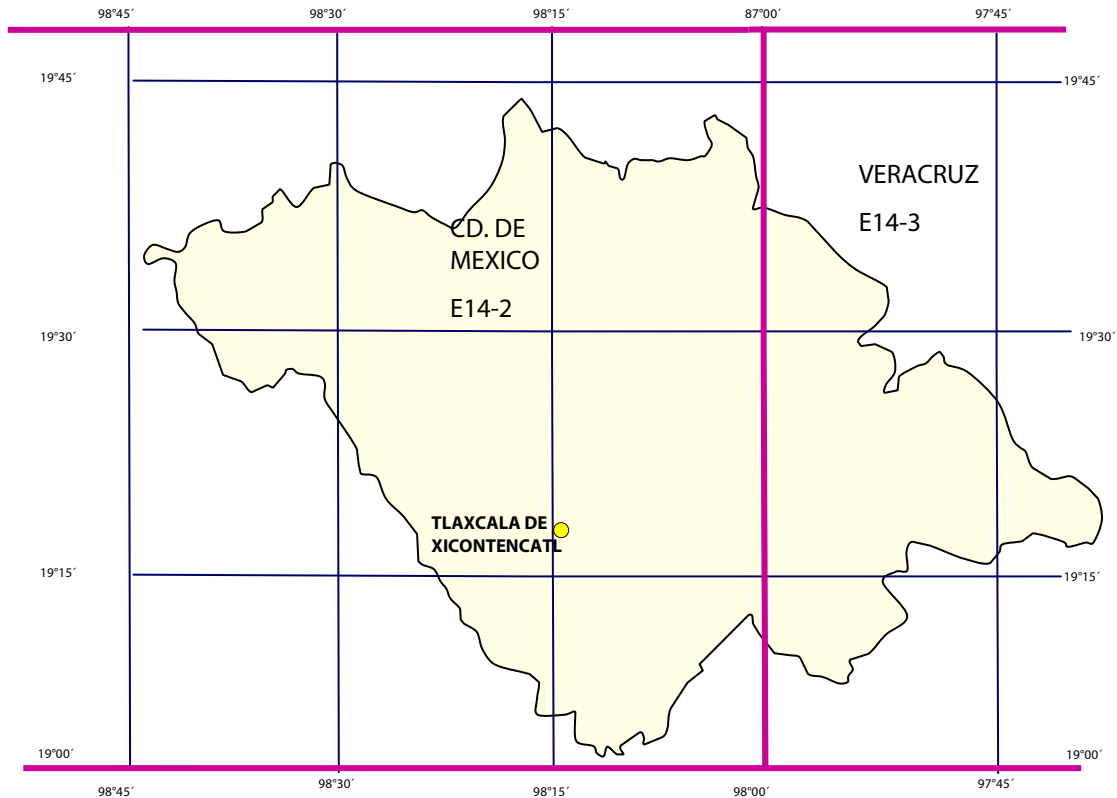 98°45´ 98°30´ 98°15´ 87°00´ 97°45´
19°45´ 19°45´
VERACRUZ
E14-3
CD. DE
MEXICO
E14-2
19°30´ 19°30´
TLAXCALA DE
XICONTENCATL
19°15´ 19°15´
19°00´ 19°00´
98°45´ 98°30´ 98°15´ 98°00´ 97°45´